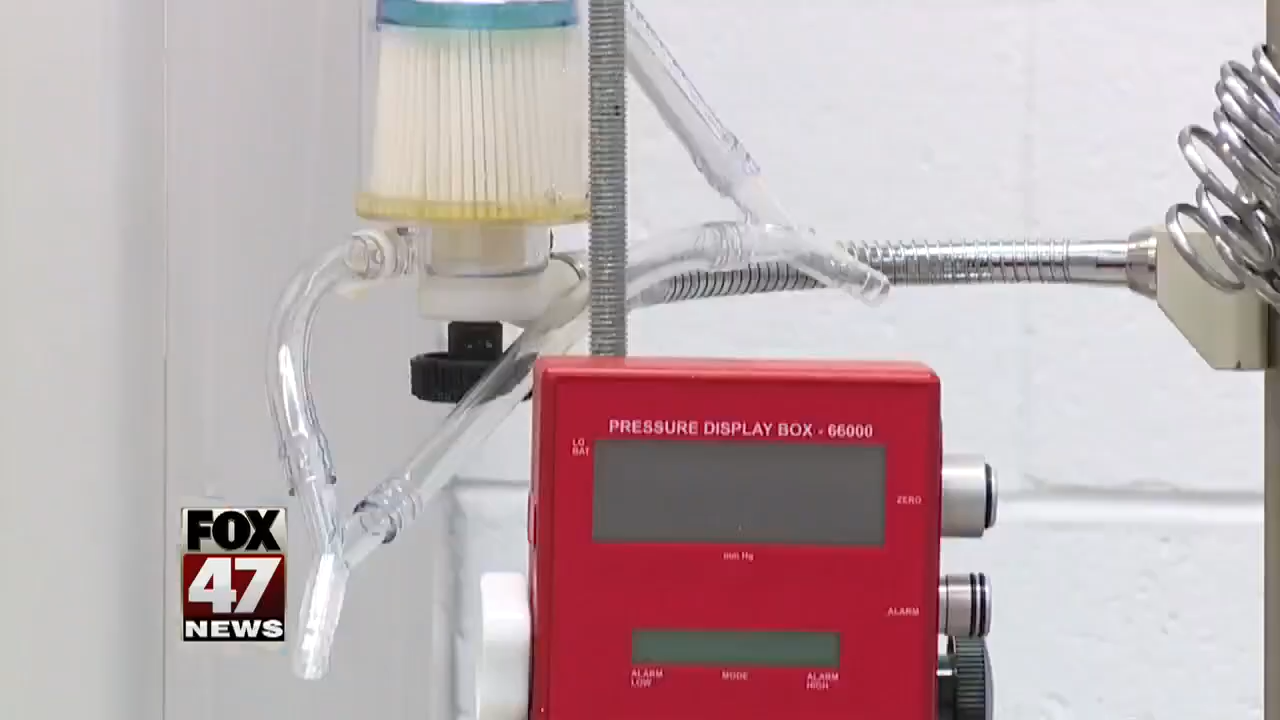 PRESSURE DISPLAY BOX - 66000
LO
BAT
ZERO
mm Hg
ALARM
ALARM
LOW
MODE
ALARM
HIGH
FOX
47
NEWS